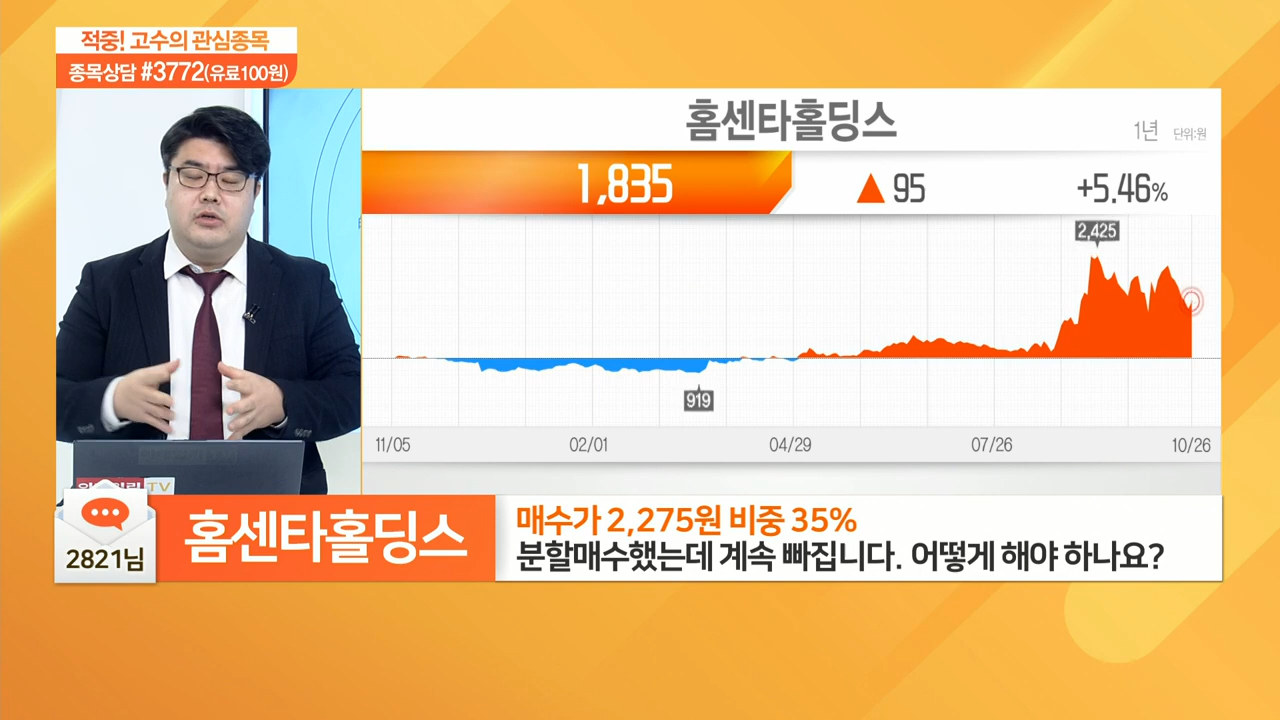 적중! 고수의 관심종목
종목상담 #3772(유료100원)
홈센타홀딩스
1년 단위:원
1,835 ▲ 95 +5.46%
2,425
919
11/05 02/01 04/29 07/26 10/26
TV
2821님
홈센타홀딩스
매수가 2,275원 비중 35%
분할매수했는데 계속 빠집니다. 어떻게 해야 하나요?